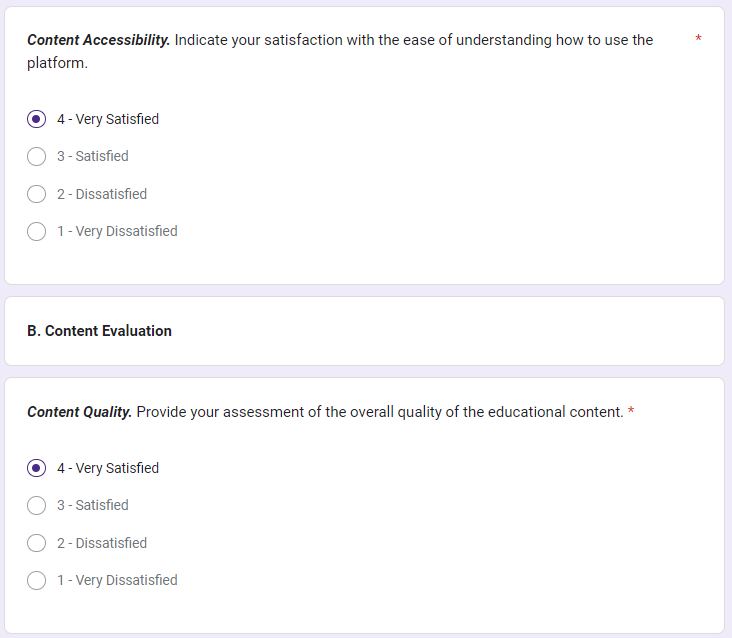 Content Accessibility. Indicate your satisfaction with the ease of understanding how to use the *
platform.
4 - Very Satisfied
3 - Satisfied
2 - Dissatisfied
1 - Very Dissatisfied
B. Content Evaluation
Content Quality. Provide your assessment of the overall quality of the educational content. *
4 - Very Satisfied
3 - Satisfied
2 - Dissatisfied
1 - Very Dissatisfied